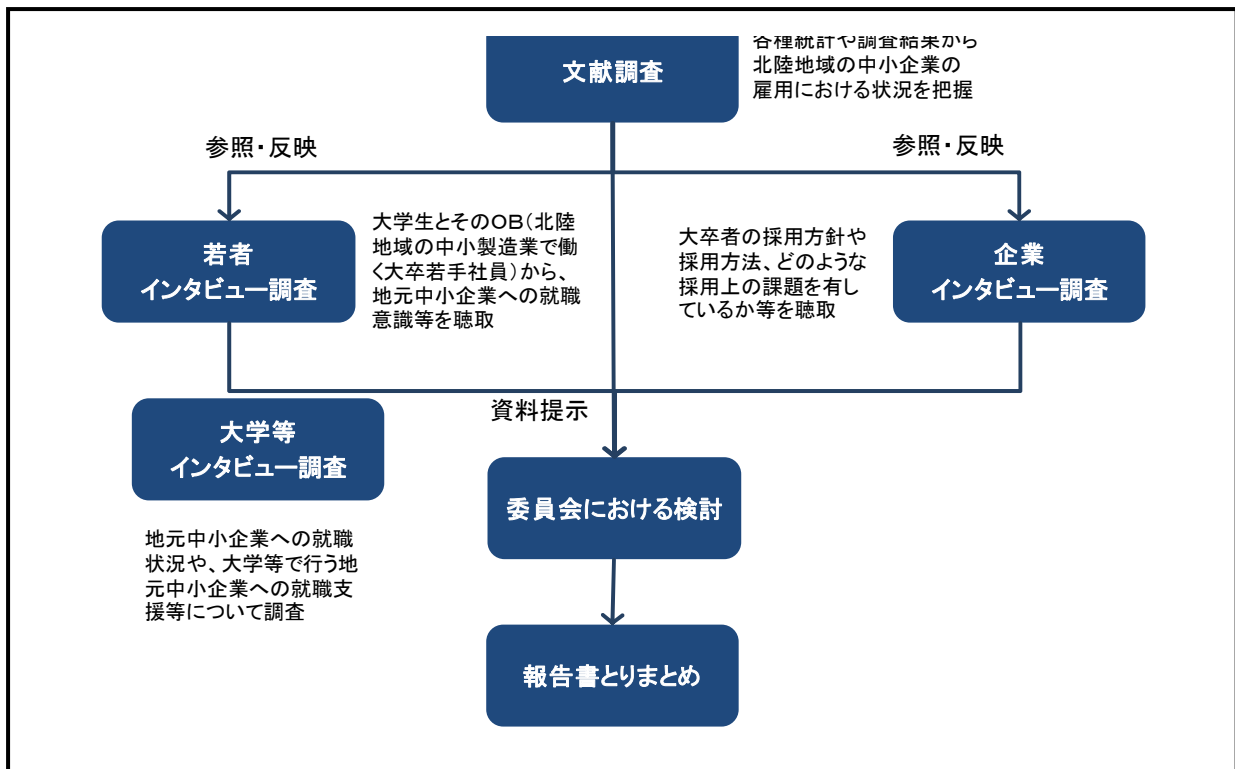 各種統計や調査結果から
北陸地域の中小企業の
雇用における状況を把握
文献調査
参照・反映
参照・反映
若者
インタビュー調査
大学生とそのOB（北陸
地域の中小製造業で働
く大卒若手社員）から、
地元中小企業への就職
意識等を聴取
大卒者の採用方針や
採用方法、どのような
採用上の課題を有し
ているか等を聴取
企業
インタビュー調査
資料提示
大学等
インタビュー調査
地元中小企業への就職
状況や、大学等で行う地
元中小企業への就職支
援等について調査
委員会における検討
報告書とりまとめ